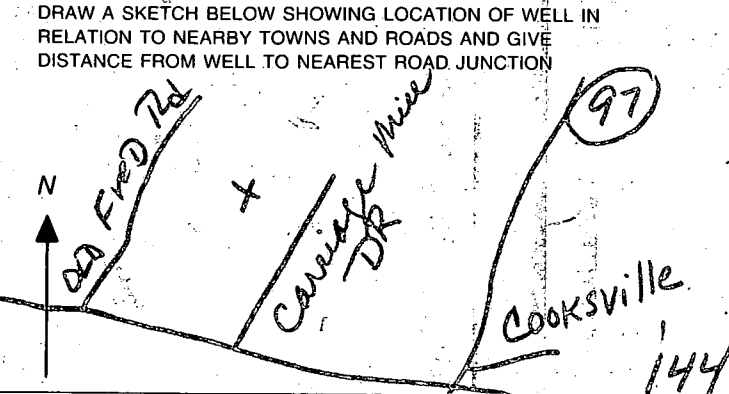 DRAW A SKETCH BELOW SHOWING LOCATION OF WELL IN
RELATION TO NEARBY TOWNS AND ROADS AND GIVE
DISTANCE FROM WELL TO NEAREST ROAD JUNCTION
N
OLD FreD Rd
X
Carriage Mill
DR
97
Cooksville
144